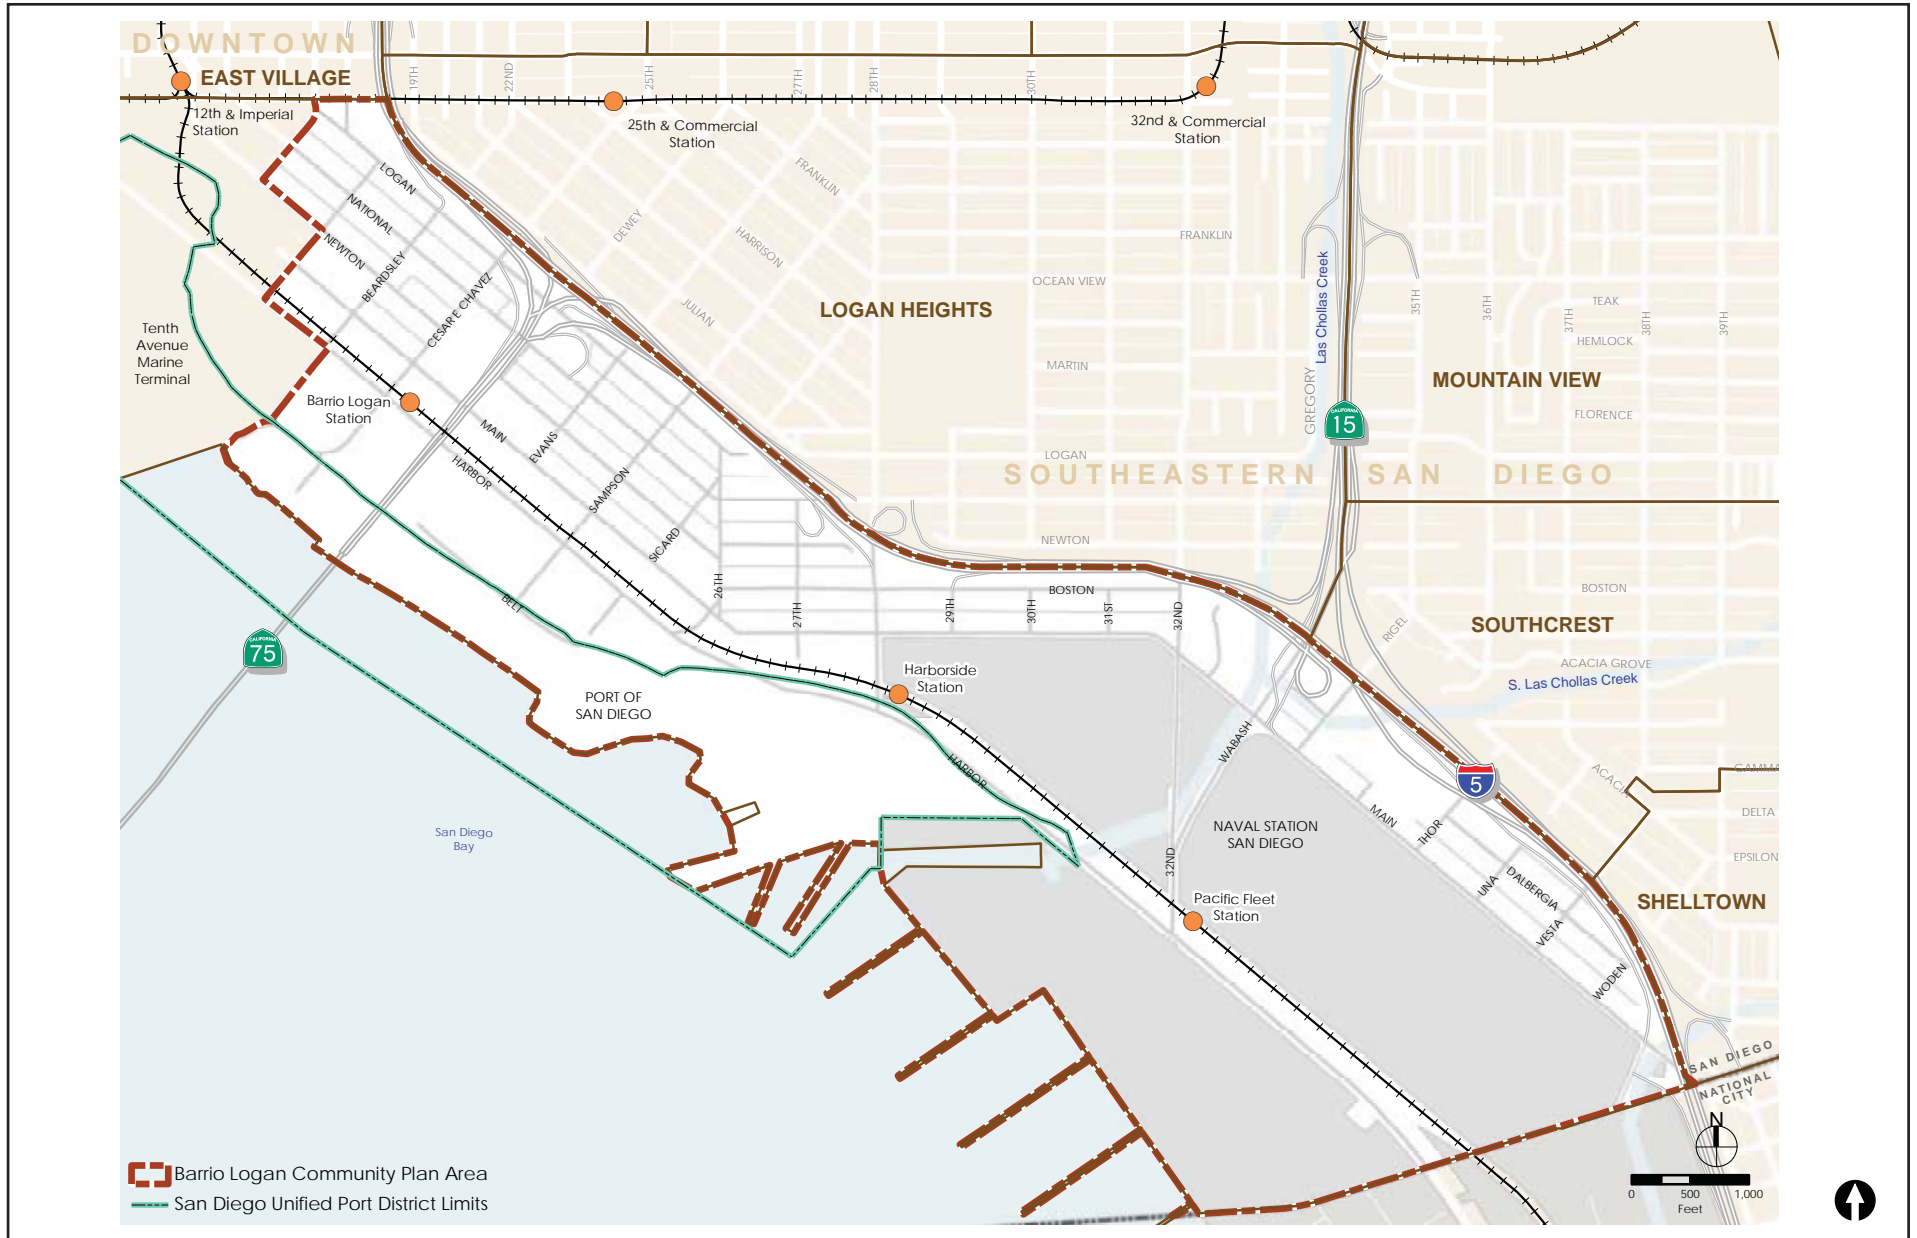 DOWNTOWN
EAST VILLAGE
12th & Imperial
Station
19TH
22ND
25TH
27TH
28TH
30TH
25th & Commercial
Station
32nd & Commercial
Station
LOGAN
NATIONAL
NEWTON
BEARDSLEY
CESAR E CHAVEZ
FRANKLIN
DEWEY
HARRISON
JULIAN
FRANKLIN
OCEAN VIEW
LOGAN HEIGHTS
MARTIN
Las Chollas Creek
GREGORY
35TH
36TH
37TH
38TH
39TH
TEAK
HEMLOCK
MOUNTAIN VIEW
FLORENCE
CALIFORNIA
15
Tenth
Avenue
Marine
Terminal
Barrio Logan
Station
MAIN
HARBOR
EVANS
SAMPSON
SICARD
LOGAN
SOUTHEASTERN SAN DIEGO
NEWTON
26TH
27TH
BOSTON
29TH
30TH
31ST
32ND
BELT
BOSTON
SOUTHCREST
RIGEL
ACACIA GROVE
S. Las Chollas Creek
CALIFORNIA
75
Harborside
Station
PORT OF
SAN DIEGO
WABASH
HARBOR
5
ACACIA
GAMMA
DELTA
EPSILON
San Diego
Bay
NAVAL STATION
SAN DIEGO
32ND
MAIN
THOR
UNA
DALBERGIA
VESTA
WODEN
SHELLTOWN
Pacific Fleet
Station
SAN DIEGO
NATIONAL
CITY
N
0 500 1,000
Feet
Barrio Logan Community Plan Area
San Diego Unified Port District Limits